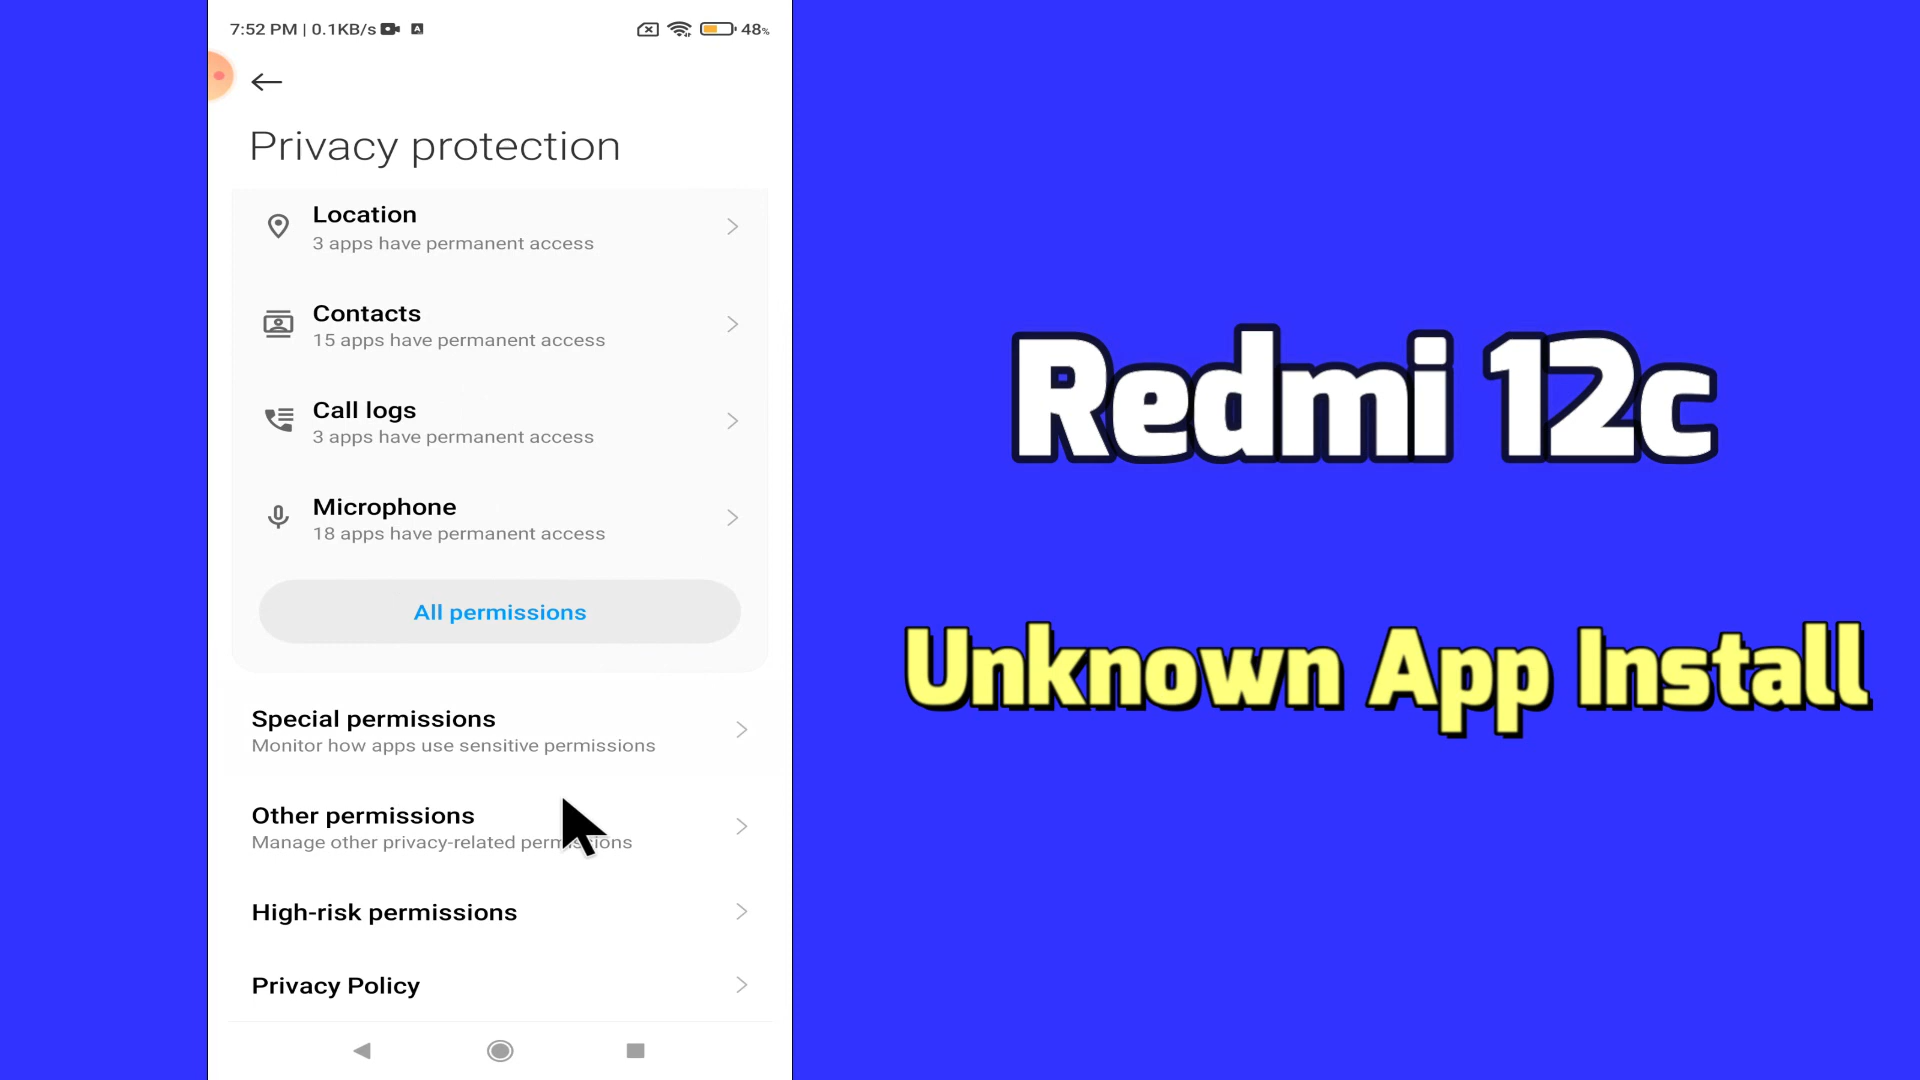 7:52 PM | 0.1KB/s A 48%
Privacy protection
Location
3 apps have permanent access
Contacts
15 apps have permanent access
Call logs
3 apps have permanent access
Microphone
18 apps have permanent access
All permissions
Special permissions
Monitor how apps use sensitive permissions
Other permissions
Manage other privacy-related permissions
High-risk permissions
Privacy Policy
Redmi 12c
Unknown App Install